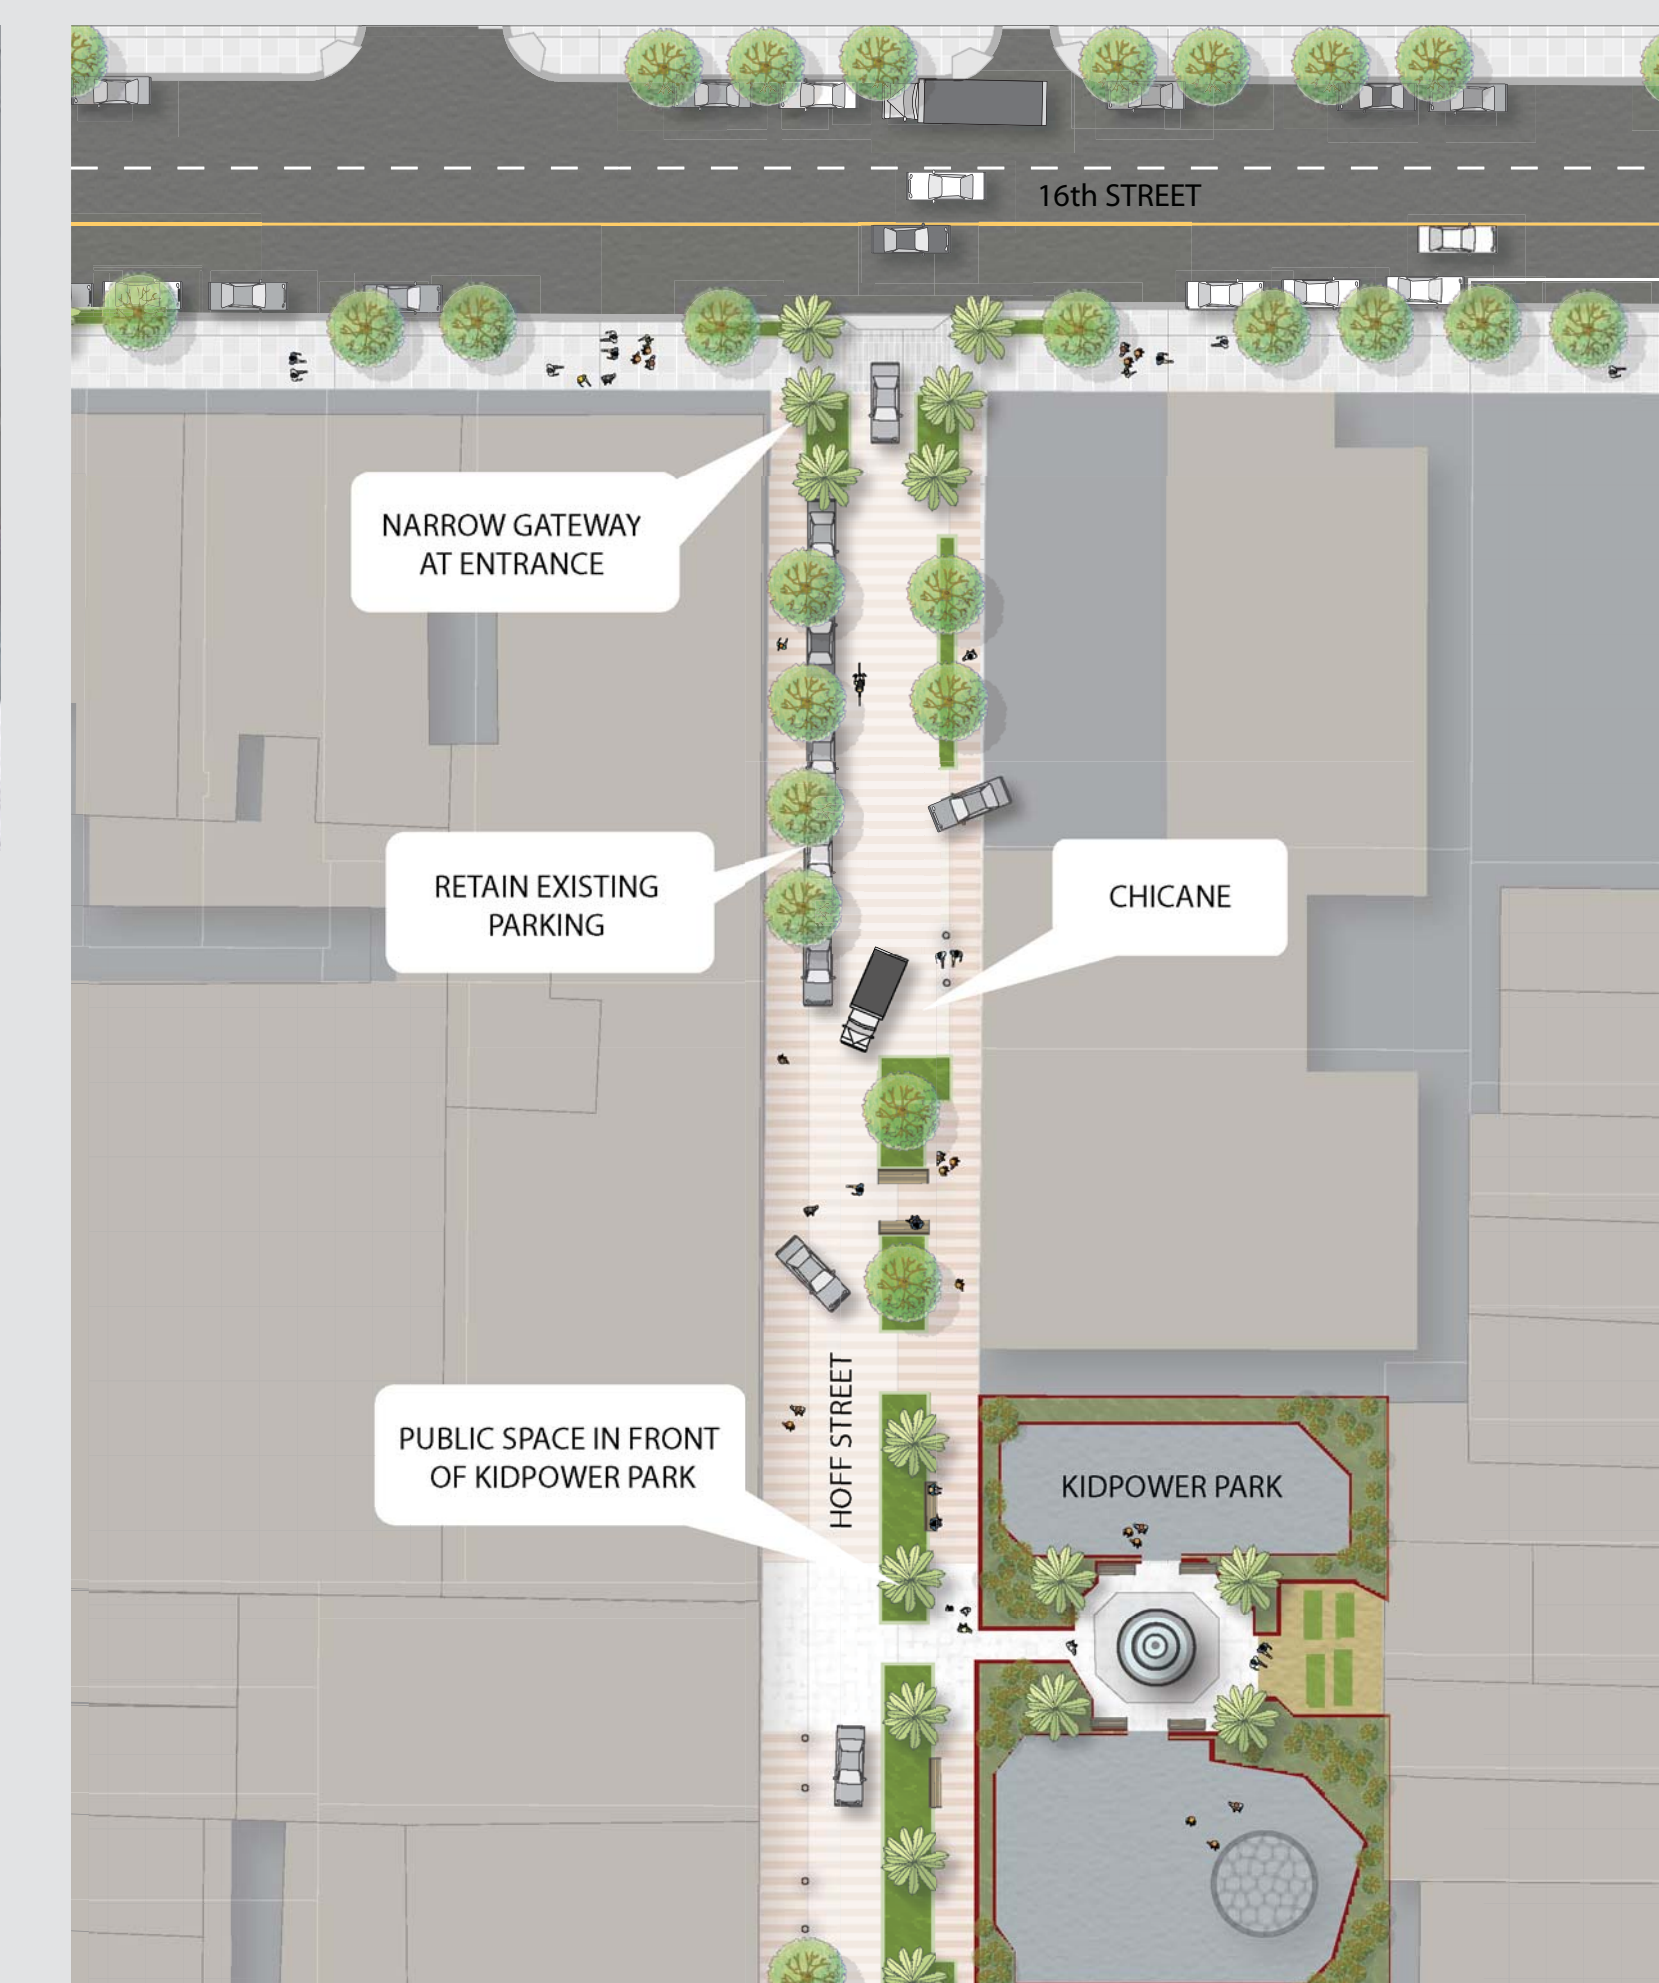 16th STREET
NARROW GATEWAY
AT ENTRANCE
RETAIN EXISTING
PARKING
CHICANE
PUBLIC SPACE IN FRONT
OF KIDPOWER PARK
HOFF STREET
KIDPOWER PARK